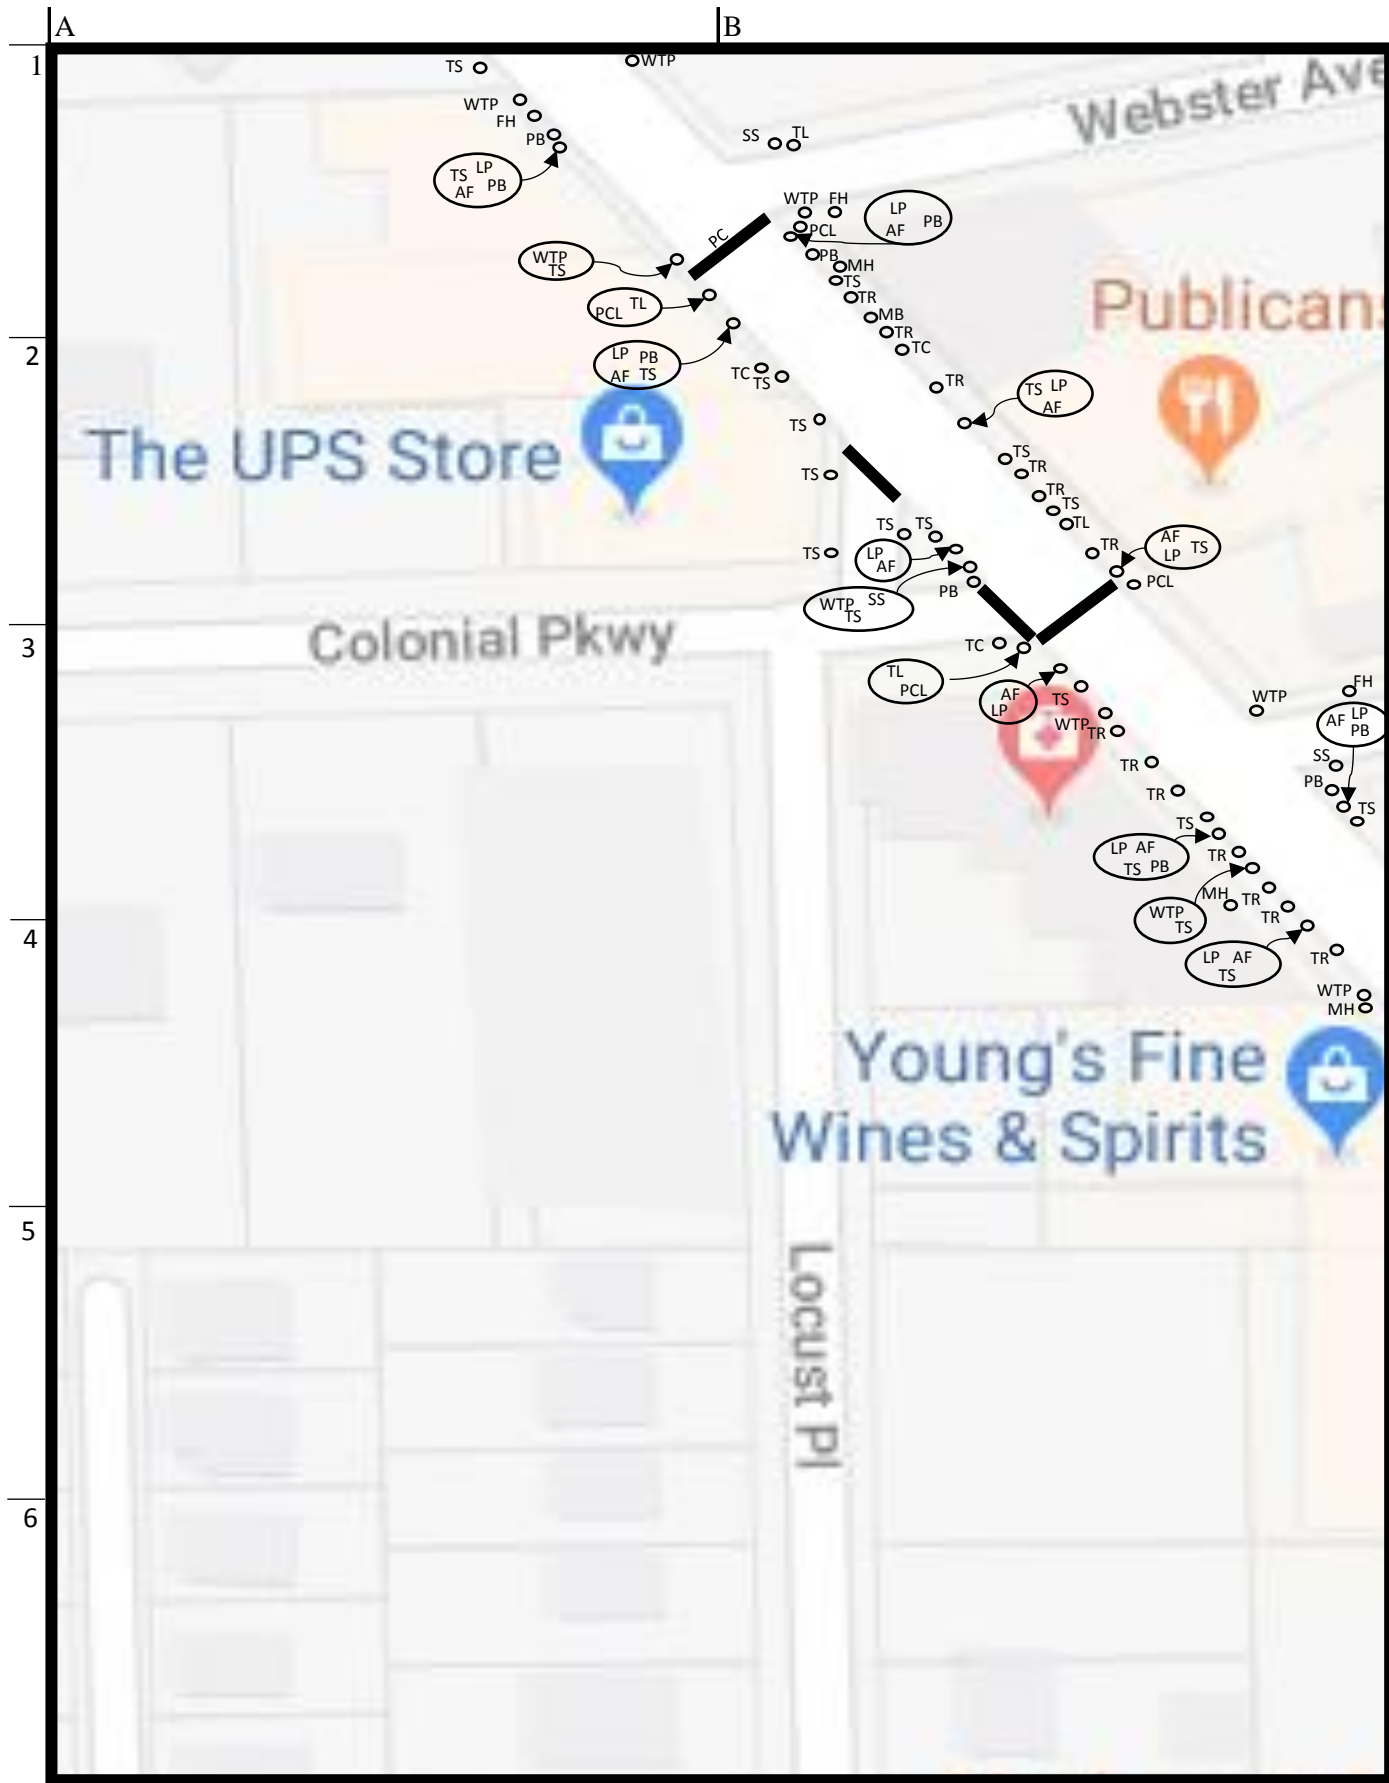 A B
1
TS
WTP
WTP
FH
PB
TS LP
AF PB
SS TL
Webster Ave
WTP FH
LP
AF PB
PCL
PC
PB
MH
TS
TR
WTP
TS
MB
TR
TC
PCL TL
Publicans
2
LP PB
AF TS
TC TS
TR
TS LP
AF
TS
The UPS Store
TS
TS
TR
TR
TS
TL
TS TS
TS
LP
AF
TR
AF
LP TS
PCL
PB
WTP SS
TS
3
Colonial Pkwy
TC
TL
PCL
AF
LP
TS
WTP
TR
WTP
FH
AF LP
PB
SS
PB
TS
TR
TR
TS
LP AF
TS PB
TR
MH TR
TR
WTP
TS
4
LP AF
TS
TR
WTP
MH
Young's Fine
Wines & Spirits
5
Locust Pl
6